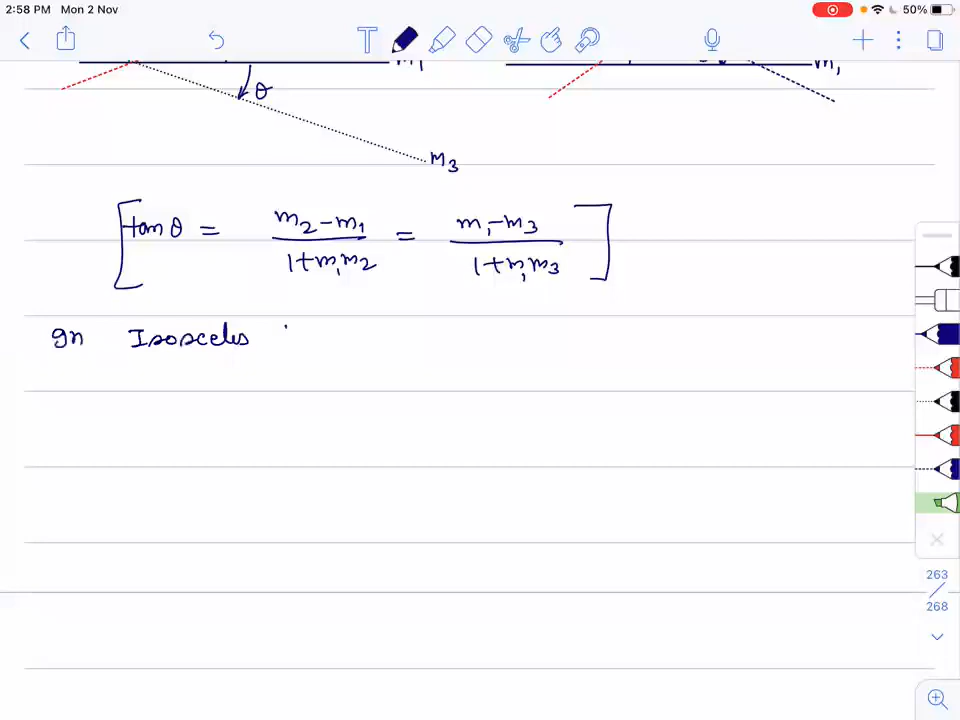 2:58 PM Mon 2 Nov 50%
T
m1 m1
θ
m3
[tan θ = m2-m1 / 1+m1m2 = m1-m3 / 1+m1m3]
In Isosceles
263
/
268